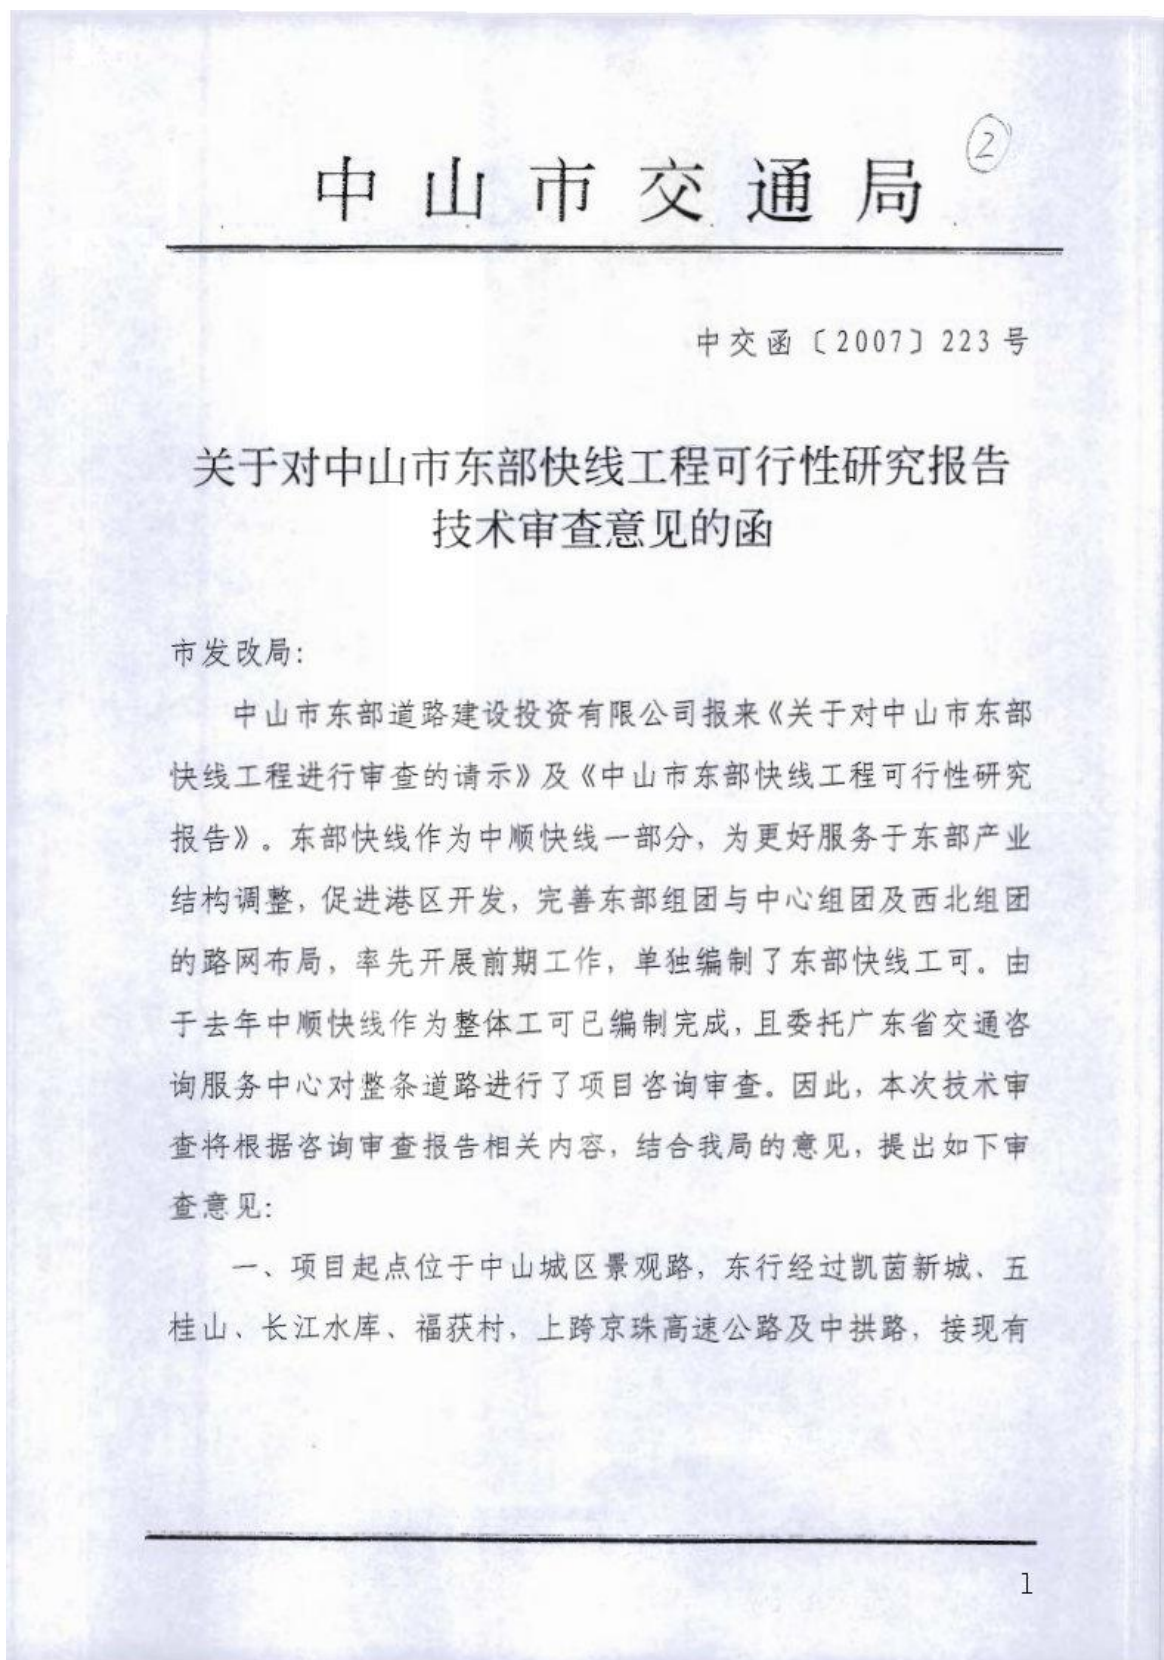 ②
中山市交通局
中交函〔2007〕223号
关于对中山市东部快线工程可行性研究报告
技术审查意见的函
市发改局：
中山市东部道路建设投资有限公司报来《关于对中山市东部
快线工程进行审查的请示》及《中山市东部快线工程可行性研究
报告》。东部快线作为中顺快线一部分，为更好服务于东部产业
结构调整，促进港区开发，完善东部组团与中心组团及西北组团
的路网布局，率先开展前期工作，单独编制了东部快线工可。由
于去年中顺快线作为整体工可已编制完成，且委托广东省交通咨
询服务中心对整条道路进行了项目咨询审查。因此，本次技术审
查将根据咨询审查报告相关内容，结合我局的意见，提出如下审
查意见：
一、项目起点位于中山城区景观路，东行经过凯茵新城、五
桂山、长江水库、福获村，上跨京珠高速公路及中拱路，接现有
1